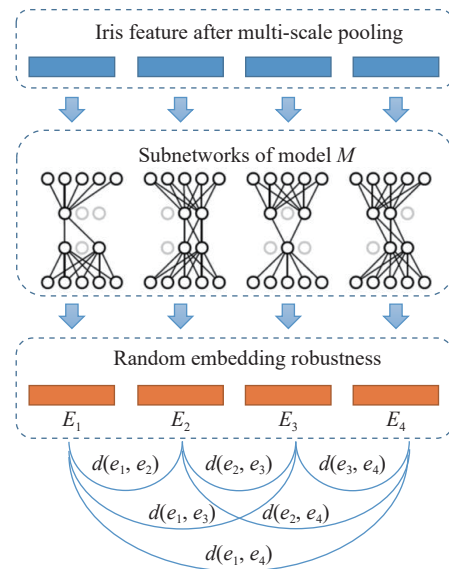 Iris feature after multi-scale pooling
Subnetworks of model M
Random embedding robustness
E₁ E₂ E₃ E₄
d(e₁, e₂) d(e₂, e₃) d(e₃, e₄)
d(e₁, e₃) d(e₂, e₄)
d(e₁, e₄)